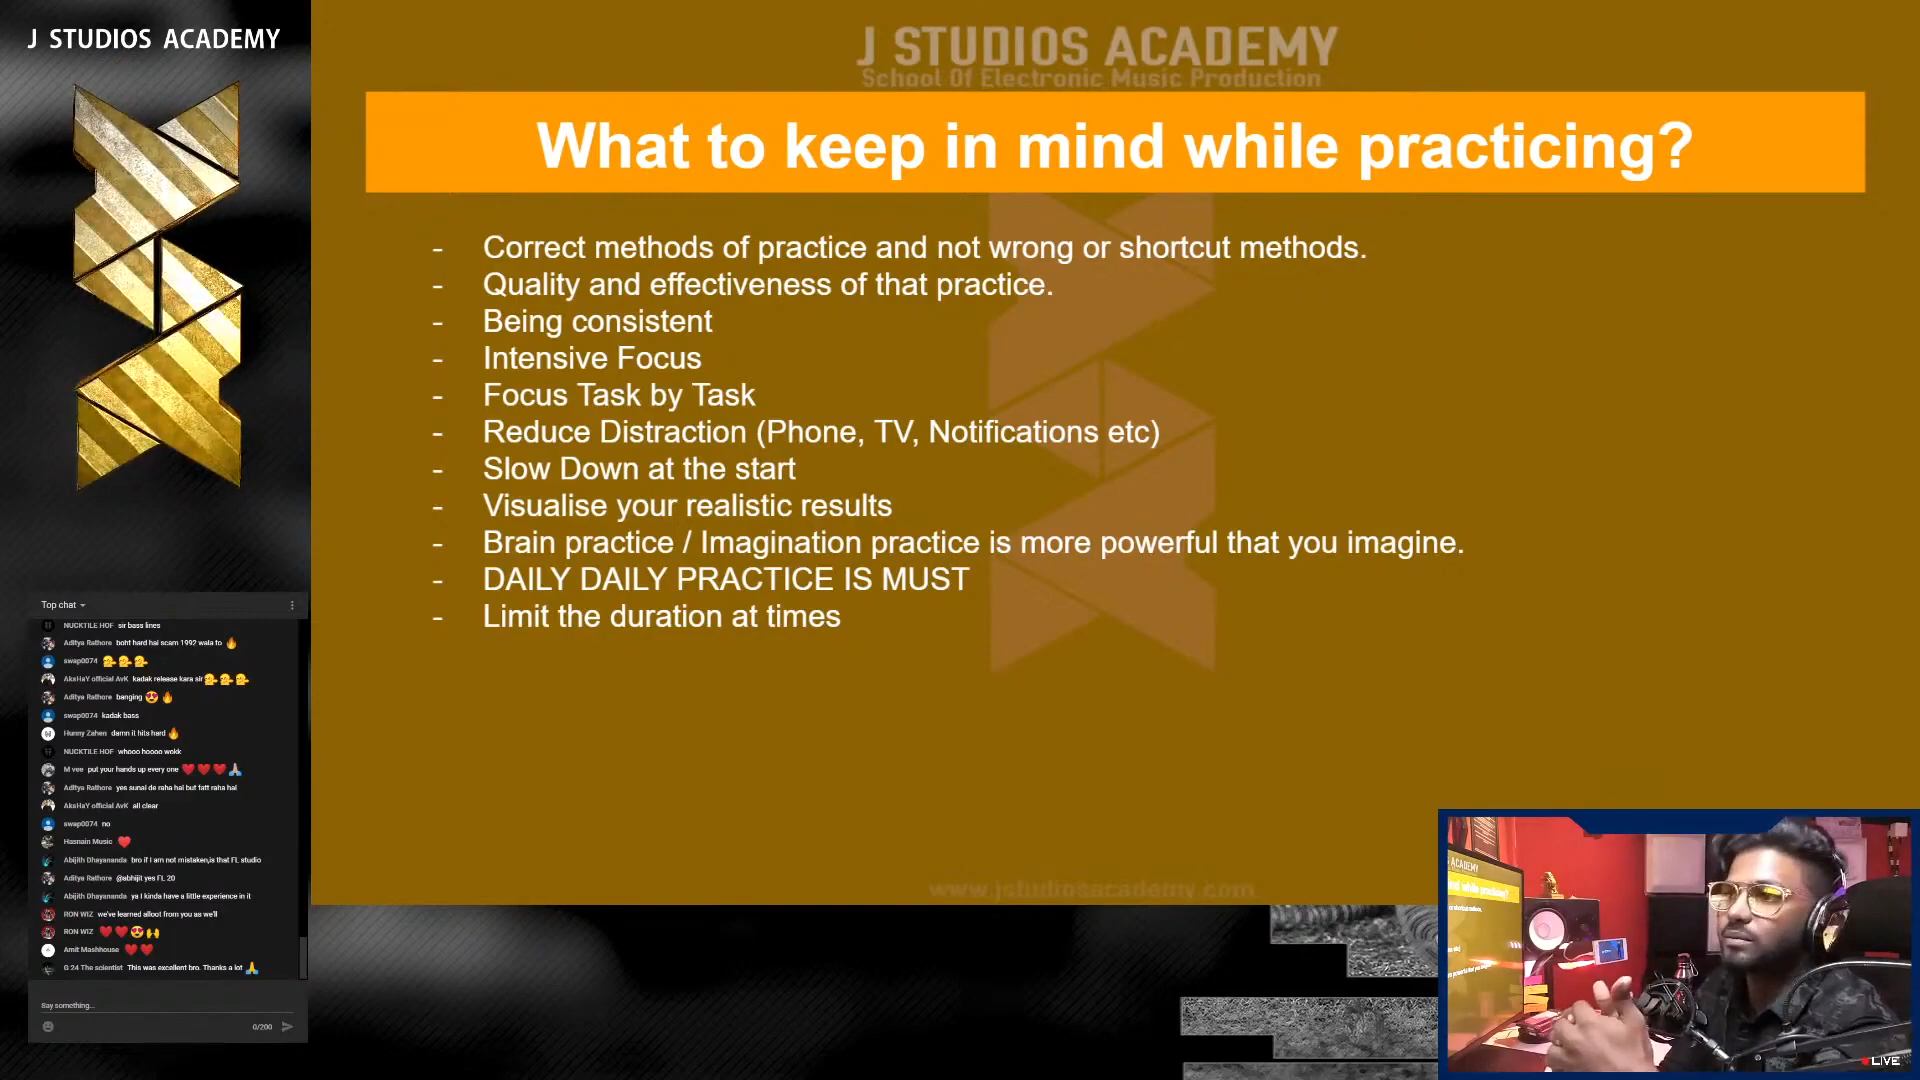 J STUDIOS ACADEMY
J STUDIOS ACADEMY
School Of Electronic Music Production
What to keep in mind while practicing?
- Correct methods of practice and not wrong or shortcut methods.
- Quality and effectiveness of that practice.
- Being consistent
- Intensive Focus
- Focus Task by Task
- Reduce Distraction (Phone, TV, Notifications etc)
- Slow Down at the start
- Visualise your realistic results
- Brain practice / Imagination practice is more powerful that you imagine.
- DAILY DAILY PRACTICE IS MUST
- Limit the duration at times
www.jstudiosacademy.com
Top chat
NUCKTILE HOF sir bass lines
Aditya Rathore boht hard hai scam 1992 wala to 🔥
swap0074
AksHaY official AvK kadak release kara sir
Aditya Rathore banging 😍 🔥
swap0074 kadak bass
Hunny Zahen damn it hits hard 🔥
NUCKTILE HOF whooo hoooo wokk
M vee put your hands up every one ❤️ ❤️ ❤️ 🙏
Aditya Rathore yes sunai de raha hai but fatt raha hai
AksHaY official AvK all clear
swap0074 no
Hasnain Music ❤️
Abijith Dhayananda bro if I am not mistaken,is that FL studio
Aditya Rathore @abhijit yes FL 20
Abijith Dhayananda ya I kinda have a little experience in it
RON WIZ we've learned alloot from you as we'll
RON WIZ ❤️ ❤️ 😍 🙌
Amit Mashhouse ❤️ ❤️
G 24 The scientist This was excellent bro. Thanks a lot 🙏
Say something...
0/200
LIVE